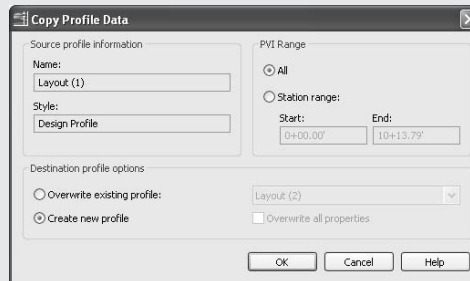 Copy Profile Data
Source profile information
Name:
Layout (1)
Style:
Design Profile
PVI Range
All
Station range:
Start: End:
0+00.00' 10+13.79'
Destination profile options
Overwrite existing profile: Layout (2)
Create new profile Overwrite all properties
OK Cancel Help